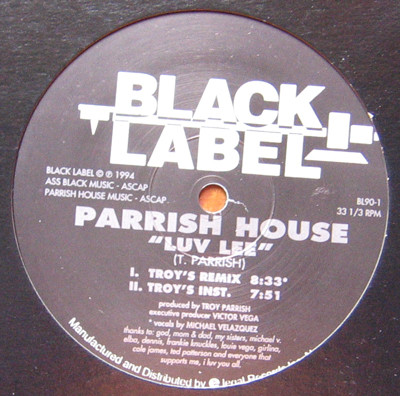 BLACK
LABEL
BLACK LABEL © ℗ 1994
ASS BLACK MUSIC - ASCAP
PARRISH HOUSE MUSIC - ASCAP
BL90-1
33 1/3 RPM
PARRISH HOUSE
"LUV LEE"
(T. PARRISH)
I. TROY'S REMIX 8:33*
II. TROY'S INST. 7:51
produced by TROY PARRISH
executive producer VICTOR VEGA
* vocals by MICHAEL VELAZQUEZ
thanks to: god, mom & dad, my sisters, michael v.
elba, dennis, frankie knuckles, louie vega, girlina,
cole james, ted patterson and everyone that
supports me, i luv you all.
Manufactured and Distributed by e legal Records